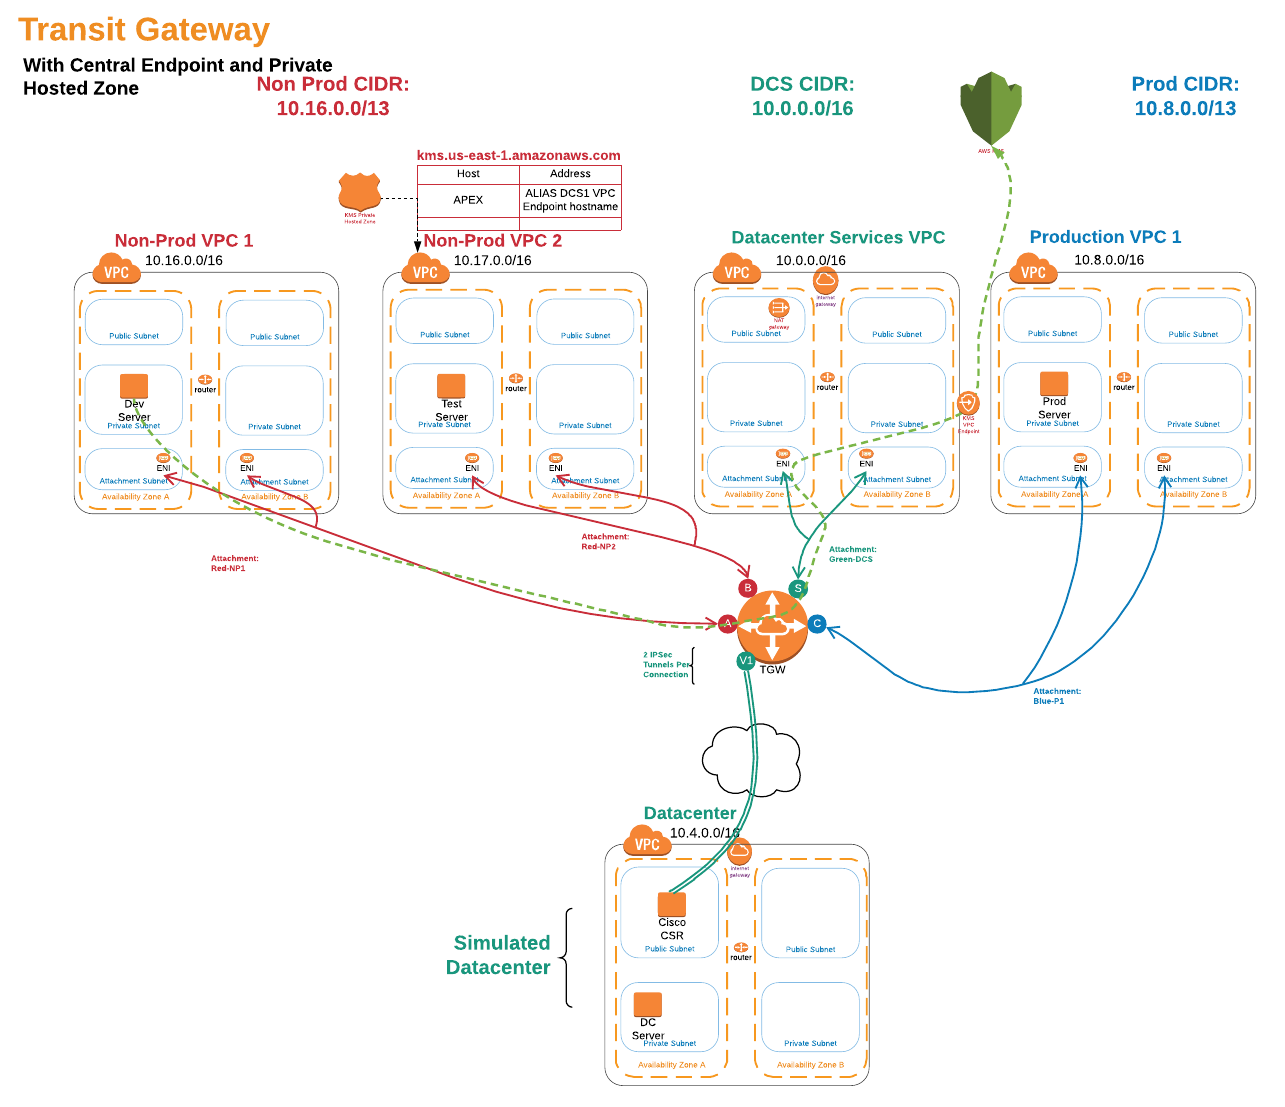 Transit Gateway
With Central Endpoint and Private
Hosted Zone
Non Prod CIDR:
10.16.0.0/13
DCS CIDR:
10.0.0.0/16
Prod CIDR:
10.8.0.0/13
AWS
kms.us-east-1.amazonaws.com
Host Address
APEX
ALIAS DCS1 VPC
Endpoint hostname
KMS Private
Hosted Zone
Non-Prod VPC 1
10.16.0.0/16
VPC
Public Subnet
Public Subnet
Dev
Server
Private Subnet
router
ENI
ENI
Attachment Subnet
Attachment Subnet
Availability Zone A
Availability Zone B
Non-Prod VPC 2
10.17.0.0/16
VPC
Public Subnet
Public Subnet
Test
Server
Private Subnet
router
Private Subnet
ENI
ENI
Attachment Subnet
Attachment Subnet
Availability Zone A
Availability Zone B
Datacenter Services VPC
10.0.0.0/16
VPC
Internet
gateway
NAT
gateway
Public Subnet
Public Subnet
router
Private Subnet
Private Subnet
KMS
VPC
Endpoint
ENI
ENI
Attachment Subnet
Attachment Subnet
Availability Zone A
Availability Zone B
Production VPC 1
10.8.0.0/16
VPC
Public Subnet
Public Subnet
Prod
Server
Private Subnet
router
Private Subnet
ENI
ENI
Attachment Subnet
Attachment Subnet
Availability Zone A
Availability Zone B
Attachment:
Red-NP1
Attachment:
Red-NP2
Attachment:
Green-DCS
Attachment:
Blue-P1
B
S
A
C
V1
TGW
2 IPSec
Tunnels Per
Connection
Datacenter
10.4.0.0/16
VPC
Internet
gateway
Cisco
CSR
Public Subnet
Public Subnet
router
Simulated
Datacenter
DC
Server
Private Subnet
Private Subnet
Availability Zone A
Availability Zone B